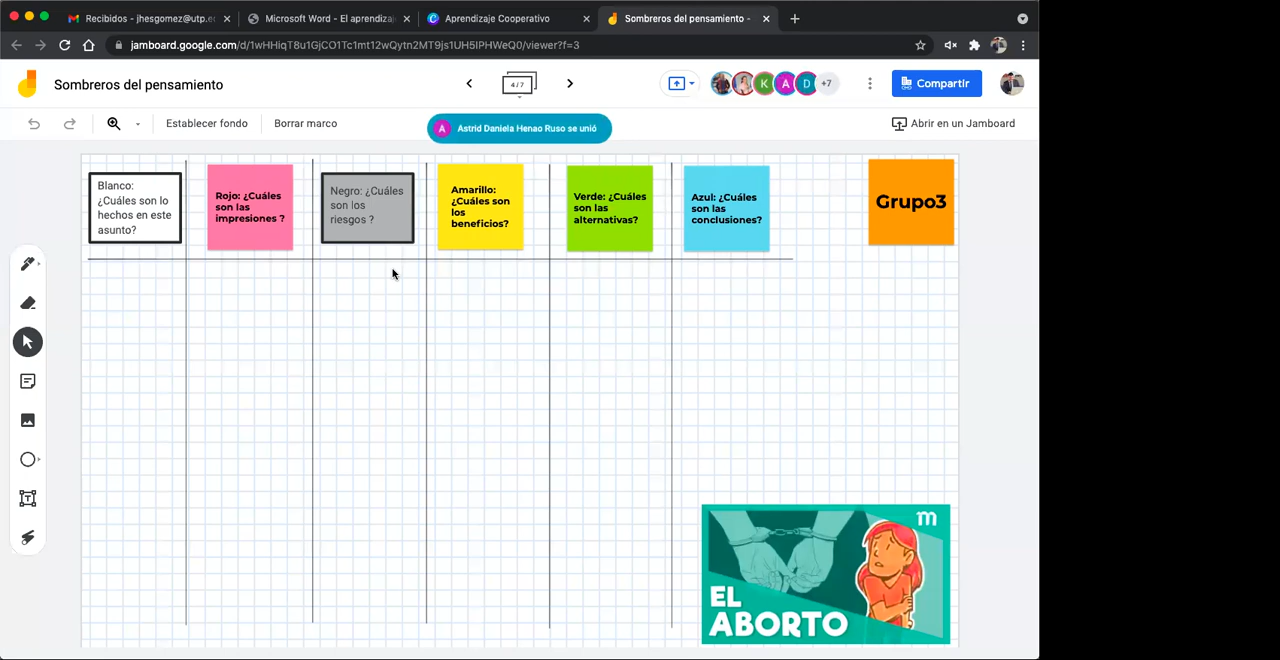 Recibidos - jhesgomez@utp.ed
Microsoft Word - El aprendizaj
Aprendizaje Cooperativo
Sombreros del pensamiento -
jamboard.google.com/d/1wHHiqT8u1GjCO1Tc1mt12wQytn2MT9js1UH5IPHWeQ0/viewer?f=3
Sombreros del pensamiento
4/7
K
A
D
+7
Compartir
Establecer fondo
Borrar marco
A Astrid Daniela Henao Ruso se unió
Abrir en un Jamboard
Blanco:
¿Cuáles son lo
hechos en este
asunto?
Rojo: ¿Cuáles
son las
impresiones ?
Negro: ¿Cuáles
son los
riesgos ?
Amarillo:
¿Cuáles son
los
beneficios?
Verde: ¿Cuáles
son las
alternativas?
Azul: ¿Cuáles
son las
conclusiones?
Grupo3
m
EL
ABORTO